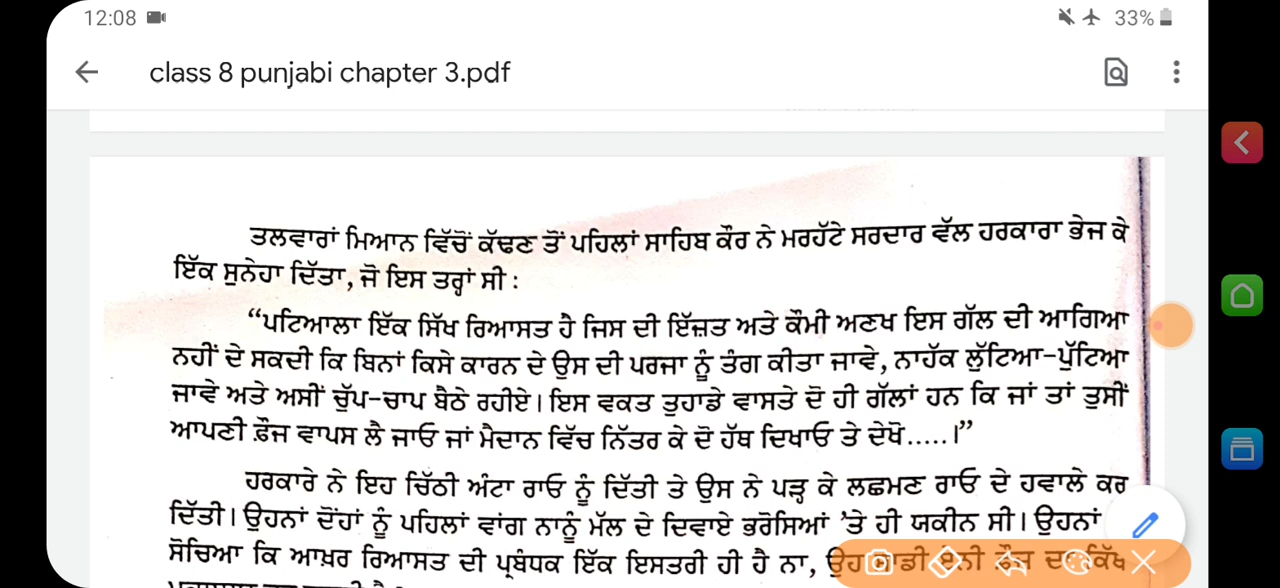 12:08
33%
class 8 punjabi chapter 3.pdf
ਤਲਵਾਰਾਂ ਮਿਆਨ ਵਿੱਚੋਂ ਕੱਢਣ ਤੋਂ ਪਹਿਲਾਂ ਸਾਹਿਬ ਕੌਰ ਨੇ ਮਰਹੱਟੇ ਸਰਦਾਰ ਵੱਲ ਹਰਕਾਰਾ ਭੇਜ ਕੇ
ਇੱਕ ਸੁਨੇਹਾ ਦਿੱਤਾ, ਜੋ ਇਸ ਤਰ੍ਹਾਂ ਸੀ :
“ਪਟਿਆਲਾ ਇੱਕ ਸਿੱਖ ਰਿਆਸਤ ਹੈ ਜਿਸ ਦੀ ਇੱਜ਼ਤ ਅਤੇ ਕੌਮੀ ਅਣਖ ਇਸ ਗੱਲ ਦੀ ਆਗਿਆ
ਨਹੀਂ ਦੇ ਸਕਦੀ ਕਿ ਬਿਨਾਂ ਕਿਸੇ ਕਾਰਨ ਦੇ ਉਸ ਦੀ ਪਰਜਾ ਨੂੰ ਤੰਗ ਕੀਤਾ ਜਾਵੇ, ਨਾਹੱਕ ਲੁੱਟਿਆ-ਪੁੱਟਿਆ
ਜਾਵੇ ਅਤੇ ਅਸੀਂ ਚੁੱਪ-ਚਾਪ ਬੈਠੇ ਰਹੀਏ। ਇਸ ਵਕਤ ਤੁਹਾਡੇ ਵਾਸਤੇ ਦੋ ਹੀ ਗੱਲਾਂ ਹਨ ਕਿ ਜਾਂ ਤਾਂ ਤੁਸੀਂ
ਆਪਣੀ ਫ਼ੌਜ ਵਾਪਸ ਲੈ ਜਾਓ ਜਾਂ ਮੈਦਾਨ ਵਿੱਚ ਨਿੱਤਰ ਕੇ ਦੋ ਹੱਥ ਦਿਖਾਓ ਤੇ ਦੇਖੋ.....।”
ਹਰਕਾਰੇ ਨੇ ਇਹ ਚਿੱਠੀ ਅੰਟਾ ਰਾਓ ਨੂੰ ਦਿੱਤੀ ਤੇ ਉਸ ਨੇ ਪੜ੍ਹ ਕੇ ਲਛਮਣ ਰਾਓ ਦੇ ਹਵਾਲੇ ਕਰ
ਦਿੱਤੀ। ਉਹਨਾਂ ਦੋਂਹਾਂ ਨੂੰ ਪਹਿਲਾਂ ਵਾਂਗ ਨਾਨੂੰ ਮੱਲ ਦੇ ਦਿਵਾਏ ਭਰੋਸਿਆਂ ’ਤੇ ਹੀ ਯਕੀਨ ਸੀ। ਉਹਨਾਂ
ਸੋਚਿਆ ਕਿ ਆਖ਼ਰ ਰਿਆਸਤ ਦੀ ਪ੍ਰਬੰਧਕ ਇੱਕ ਇਸਤਰੀ ਹੀ ਹੈ ਨਾ, ਉਹ